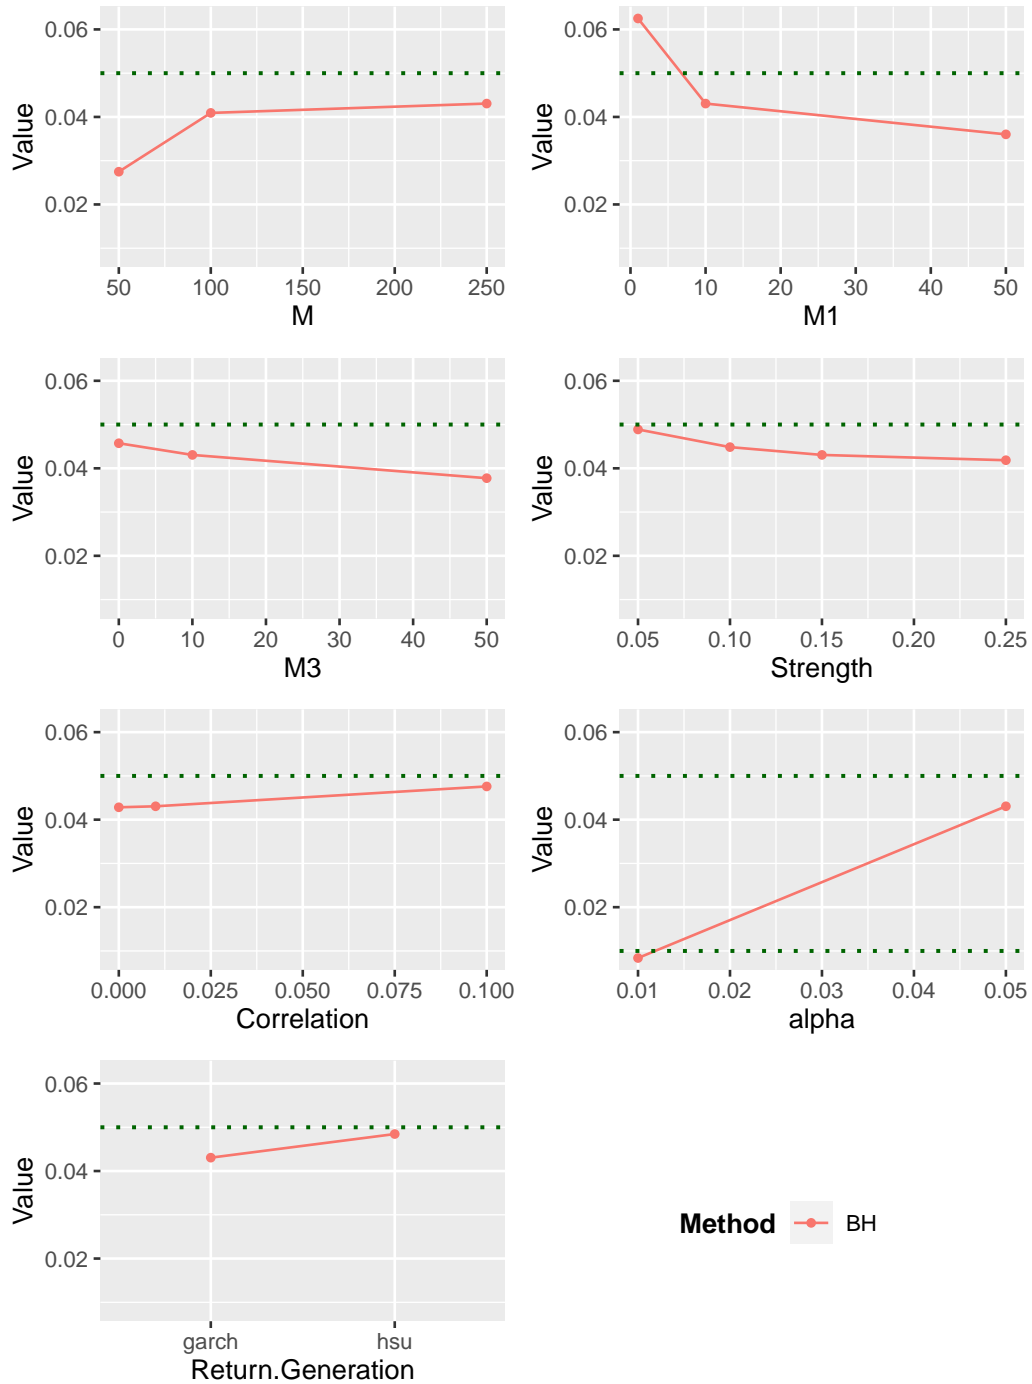 Value
0.06
0.04
0.02
50 100 150 200 250
M
Value
0.06
0.04
0.02
0 10 20 30 40 50
M1
Value
0.06
0.04
0.02
0 10 20 30 40 50
M3
Value
0.06
0.04
0.02
0.05 0.10 0.15 0.20 0.25
Strength
Value
0.06
0.04
0.02
0.000 0.025 0.050 0.075 0.100
Correlation
Value
0.06
0.04
0.02
0.01 0.02 0.03 0.04 0.05
alpha
Value
0.06
0.04
0.02
garch hsu
Return.Generation
Method BH